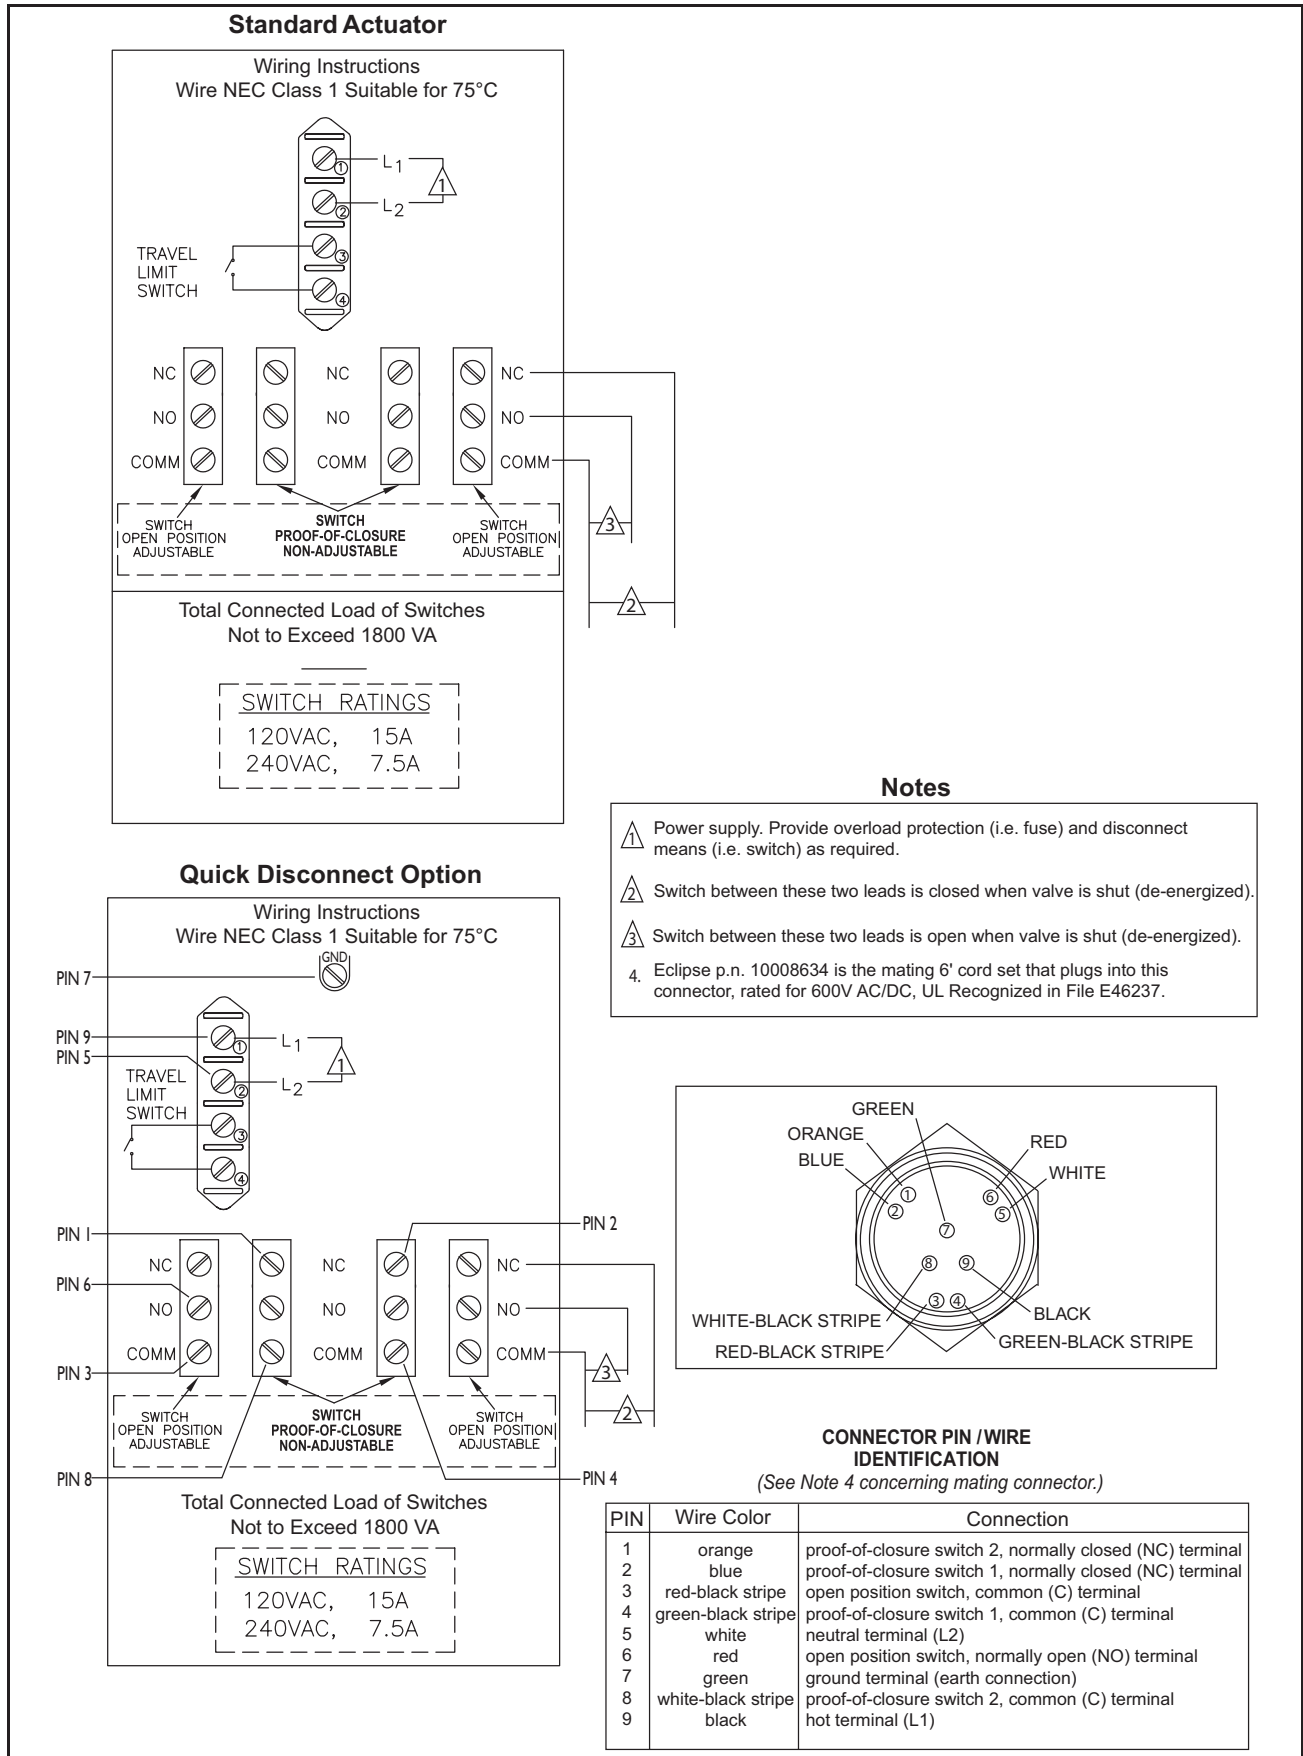 Standard Actuator
Wiring Instructions
Wire NEC Class 1 Suitable for 75°C
1
L1
1
2
L2
TRAVEL
LIMIT
SWITCH
3
4
NC
NC
NC
NO
NO
NO
COMM
COMM
COMM
SWITCH
OPEN POSITION
ADJUSTABLE
SWITCH
PROOF-OF-CLOSURE
NON-ADJUSTABLE
SWITCH
OPEN POSITION
ADJUSTABLE
3
2
Total Connected Load of Switches
Not to Exceed 1800 VA
SWITCH RATINGS
120VAC, 15A
240VAC, 7.5A
Notes
1 Power supply. Provide overload protection (i.e. fuse) and disconnect
means (i.e. switch) as required.
2 Switch between these two leads is closed when valve is shut (de-energized).
3 Switch between these two leads is open when valve is shut (de-energized).
4. Eclipse p.n. 10008634 is the mating 6' cord set that plugs into this
connector, rated for 600V AC/DC, UL Recognized in File E46237.
Quick Disconnect Option
Wiring Instructions
Wire NEC Class 1 Suitable for 75°C
GND
PIN 7
PIN 9
1
L1
PIN 5
1
2
L2
TRAVEL
LIMIT
SWITCH
3
4
PIN 1
PIN 2
NC
NC
NC
PIN 6
NO
NO
NO
COMM
COMM
COMM
PIN 3
3
2
SWITCH
OPEN POSITION
ADJUSTABLE
SWITCH
PROOF-OF-CLOSURE
NON-ADJUSTABLE
SWITCH
OPEN POSITION
ADJUSTABLE
PIN 8
PIN 4
Total Connected Load of Switches
Not to Exceed 1800 VA
SWITCH RATINGS
120VAC, 15A
240VAC, 7.5A
GREEN
ORANGE
RED
BLUE
WHITE
1
6
2
5
7
8
9
3
4
WHITE-BLACK STRIPE
BLACK
RED-BLACK STRIPE
GREEN-BLACK STRIPE
CONNECTOR PIN / WIRE
IDENTIFICATION
(See Note 4 concerning mating connector.)
PIN Wire Color Connection
1 orange proof-of-closure switch 2, normally closed (NC) terminal
2 blue proof-of-closure switch 1, normally closed (NC) terminal
3 red-black stripe open position switch, common (C) terminal
4 green-black stripe proof-of-closure switch 1, common (C) terminal
5 white neutral terminal (L2)
6 red open position switch, normally open (NO) terminal
7 green ground terminal (earth connection)
8 white-black stripe proof-of-closure switch 2, common (C) terminal
9 black hot terminal (L1)